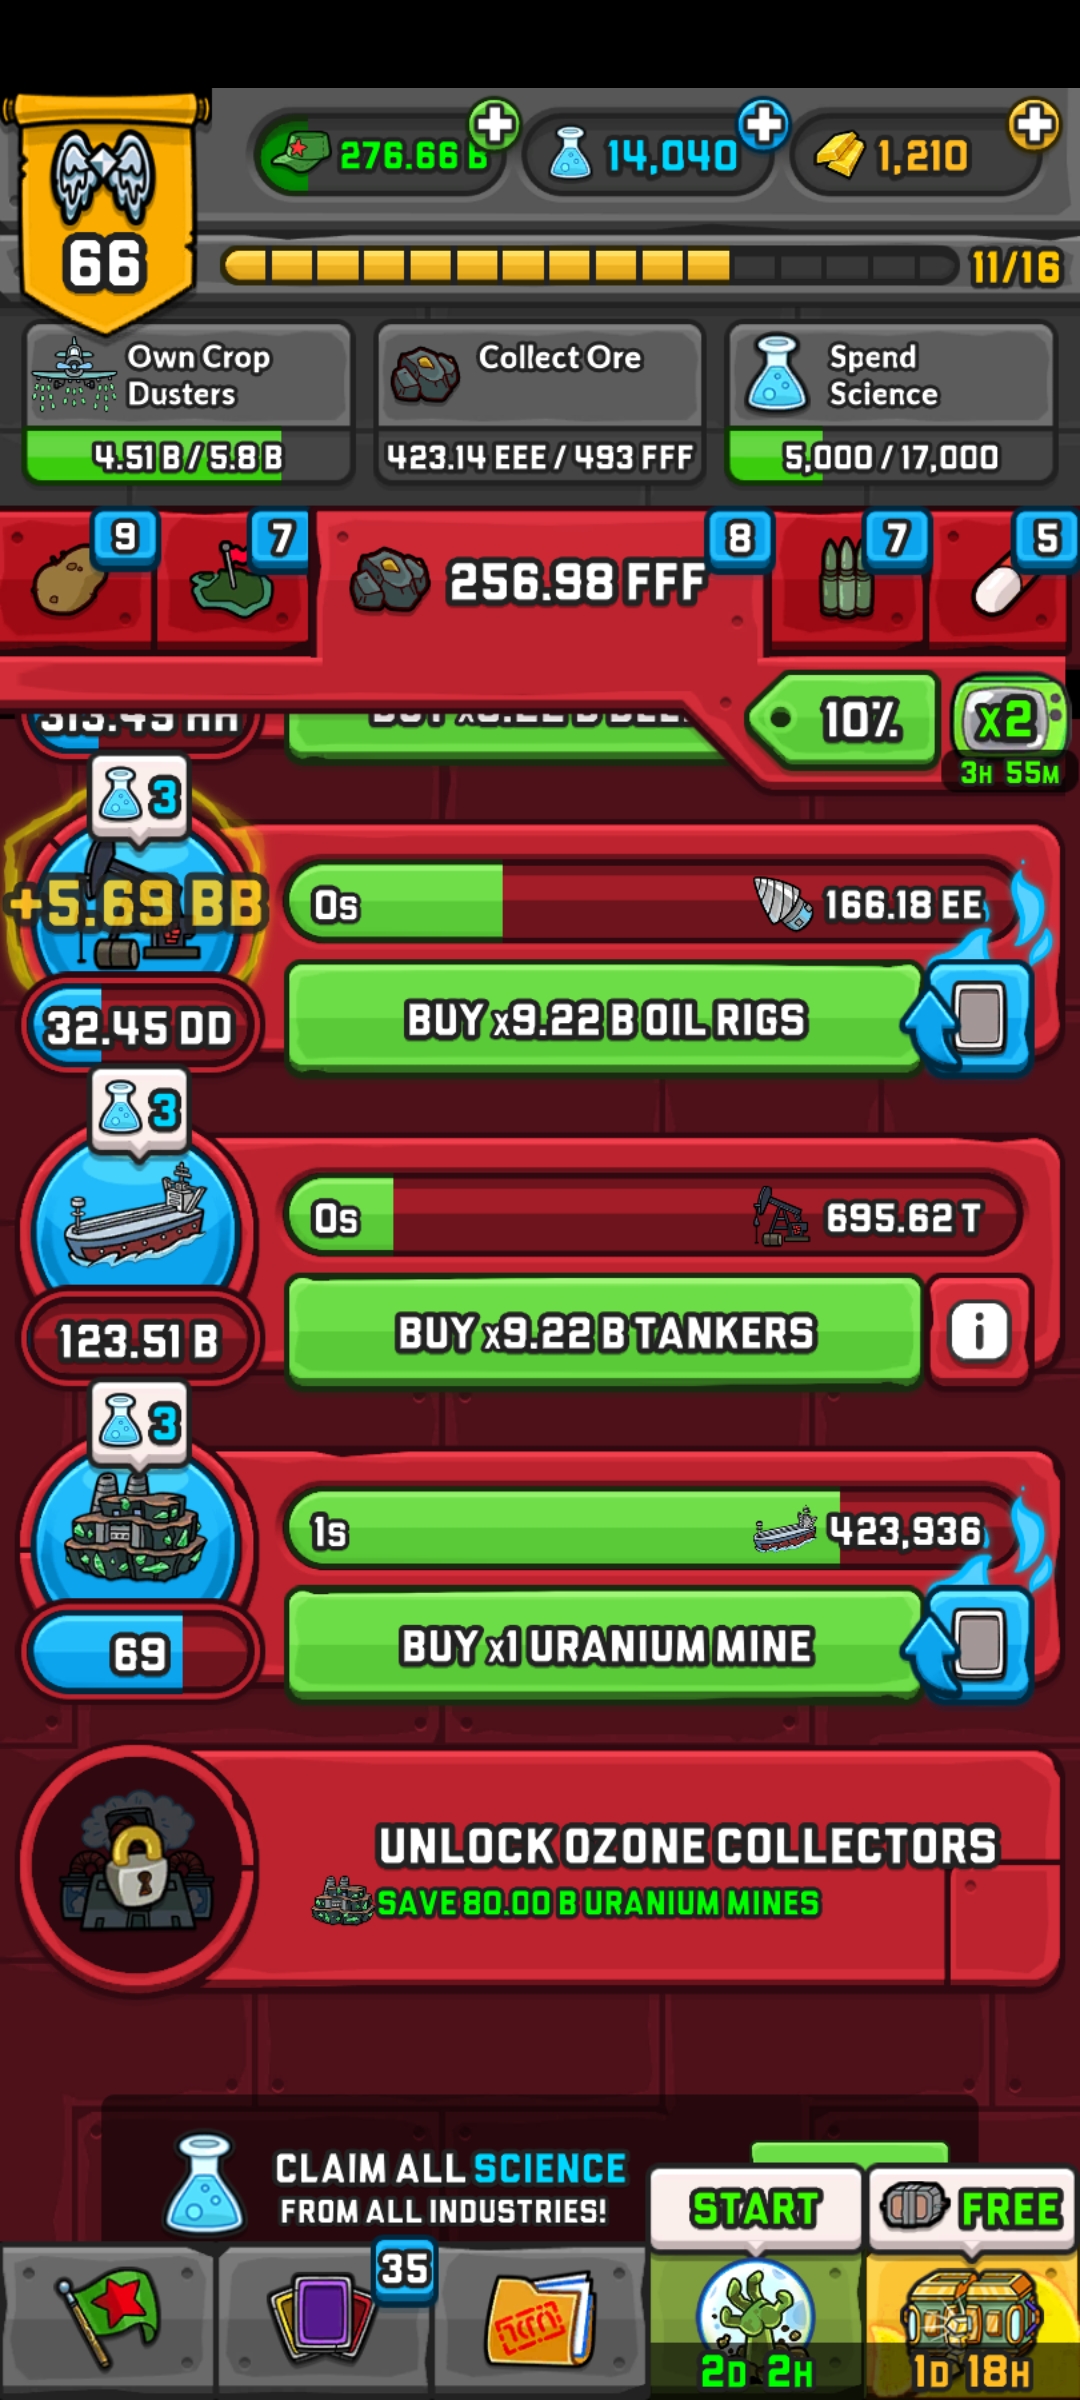 276.66 B
14,040
1,210
66
11/16
Own Crop
Dusters
4.51 B / 5.8 B
Collect Ore
423.14 EEE / 493 FFF
Spend
Science
5,000 / 17,000
9
7
256.98 FFF
8
7
5
10%
x2
3H 55M
313.45 HH
3
+5.69 BB
0s
166.18 EE
32.45 DD
BUY x9.22 B OIL RIGS
3
0s
695.62 T
123.51 B
BUY x9.22 B TANKERS
i
3
1s
423,936
69
BUY x1 URANIUM MINE
UNLOCK OZONE COLLECTORS
SAVE 80.00 B URANIUM MINES
CLAIM ALL SCIENCE
FROM ALL INDUSTRIES!
START
FREE
35
2D 2H
1D 18H